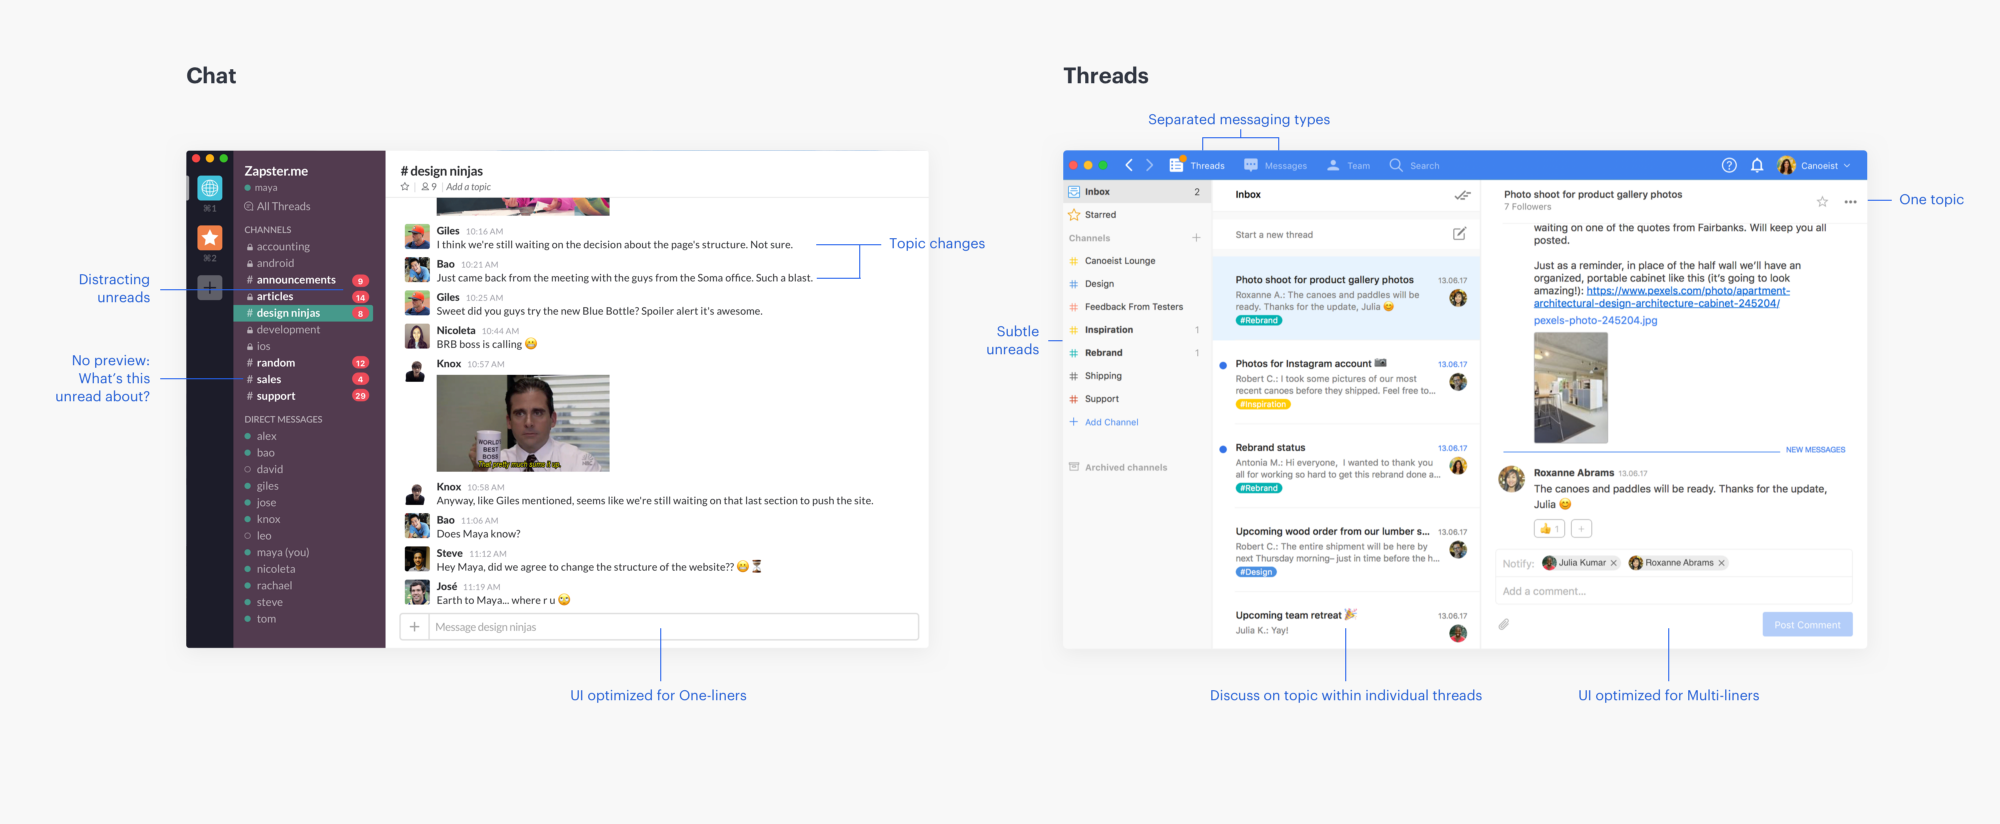 Chat
Distracting
unreads
No preview:
What's this
unread about?
⌘1
⌘2
Zapster.me
maya
All Threads
CHANNELS
accounting
android
# announcements 9
# articles 14
# design ninjas 8
development
ios
# random 12
# sales 4
# support 29
DIRECT MESSAGES
alex
bao
david
giles
jose
knox
leo
maya (you)
nicoleta
rachael
steve
tom
# design ninjas
9 | Add a topic
Giles 10:16 AM
I think we're still waiting on the decision about the page's structure. Not sure.
Bao 10:21 AM
Just came back from the meeting with the guys from the Soma office. Such a blast.
Giles 10:25 AM
Sweet did you guys try the new Blue Bottle? Spoiler alert it's awesome.
Nicoleta 10:44 AM
BRB boss is calling 😄
Knox 10:57 AM
WORLD'S
BEST
BOSS
That pretty much sums it up.
Knox 10:58 AM
Anyway, like Giles mentioned, seems like we're still waiting on that last section to push the site.
Bao 11:06 AM
Does Maya know?
Steve 11:12 AM
Hey Maya, did we agree to change the structure of the website?? 😄⏳
José 11:19 AM
Earth to Maya... where r u 🙄
+ Message design ninjas
Topic changes
UI optimized for One-liners
Threads
Separated messaging types
Threads
Messages
Team
Search
Canoeist
Inbox 2
Starred
Channels +
# Canoeist Lounge
# Design
# Feedback From Testers
# Inspiration 1
# Rebrand 1
# Shipping
# Support
+ Add Channel
Archived channels
Subtle
unreads
Inbox
Start a new thread
Photo shoot for product gallery photos 13.06.17
Roxanne A.: The canoes and paddles will be
ready. Thanks for the update, Julia 😊
#Rebrand
Photos for Instagram account 📷 13.06.17
Robert C.: I took some pictures of our most
recent canoes before they shipped. Feel free to...
#Inspiration
Rebrand status 13.06.17
Antonia M.: Hi everyone, I wanted to thank you
all for working so hard to get this rebrand done a...
#Rebrand
Upcoming wood order from our lumber s... 13.06.17
Robert C.: The entire shipment will be here by
next Thursday morning– just in time before the h...
#Design
Upcoming team retreat 🎉 13.06.17
Julia K.: Yay!
Photo shoot for product gallery photos
7 Followers
waiting on one of the quotes from Fairbanks. Will keep you all
posted.
Just as a reminder, in place of the half wall we'll have an
organized, portable cabinet like this (it's going to look
amazing!): https://www.pexels.com/photo/apartment-
architectural-design-architecture-cabinet-245204/
pexels-photo-245204.jpg
NEW MESSAGES
Roxanne Abrams 13.06.17
The canoes and paddles will be ready. Thanks for the update,
Julia 😊
👍 1 +
Notify: Julia Kumar × Roxanne Abrams ×
Add a comment...
Post Comment
One topic
Discuss on topic within individual threads
UI optimized for Multi-liners